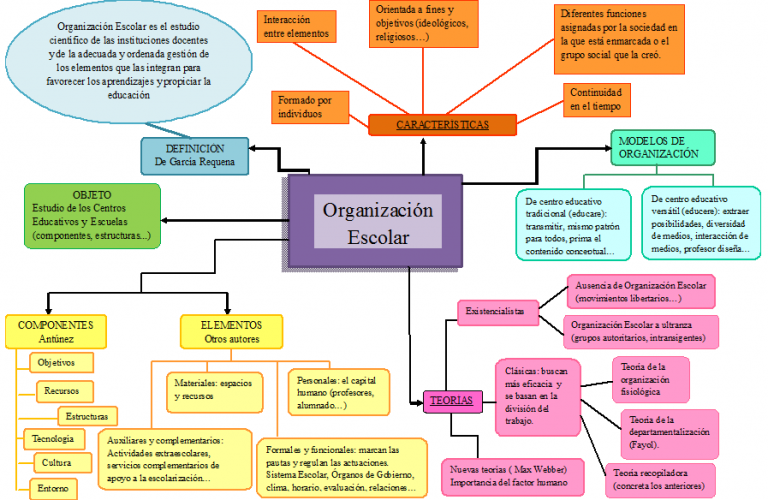 Organización Escolar es el estudio
científico de las instituciones docentes
y de la adecuada y ordenada gestión de
los elementos que las integran para
favorecer los aprendizajes y propiciar la
educación
Interacción
entre elementos
Orientada a fines y
objetivos (ideológicos,
religiosos...)
Diferentes funciones
asignadas por la sociedad en
la que está enmarcada o el
grupo social que la creó.
Formado por
individuos
Continuidad
en el tiempo
CARACTERÍSTICAS
DEFINICIÓN
De García Requena
MODELOS DE
ORGANIZACIÓN
OBJETO
Estudio de los Centros
Educativos y Escuelas
(componentes, estructuras...)
Organización
Escolar
De centro educativo
tradicional (educare):
transmitir, mismo patrón
para todos, prima el
contenido conceptual...
De centro educativo
versátil (educere): extraer
posibilidades, diversidad
de medios, interacción de
medios, profesor diseña...
COMPONENTES
Antúnez
Objetivos
Recursos
Estructuras
Tecnología
Cultura
Entorno
ELEMENTOS
Otros autores
Materiales: espacios
y recursos
Personales: el capital
humano (profesores,
alumnado...)
Auxiliares y complementarios:
Actividades extraescolares,
servicios complementarios de
apoyo a la escolarización...
Formales y funcionales: marcan las
pautas y regulan las actuaciones.
Sistema Escolar, Órganos de Gobierno,
clima, horario, evaluación, relaciones...
TEORIAS
Existencialistas
Ausencia de Organización Escolar
(movimientos libertarios...)
Organización Escolar a ultranza
(grupos autoritarios, intransigentes)
Clásicas: buscan
más eficacia y
se basan en la
división del
trabajo.
Teoría de la
organización
fisiológica
Teoría de la
departamentalización
(Fayol).
Teoría recopiladora
(concreta los anteriores)
Nuevas teorías ( Max Webber)
Importancia del factor humano